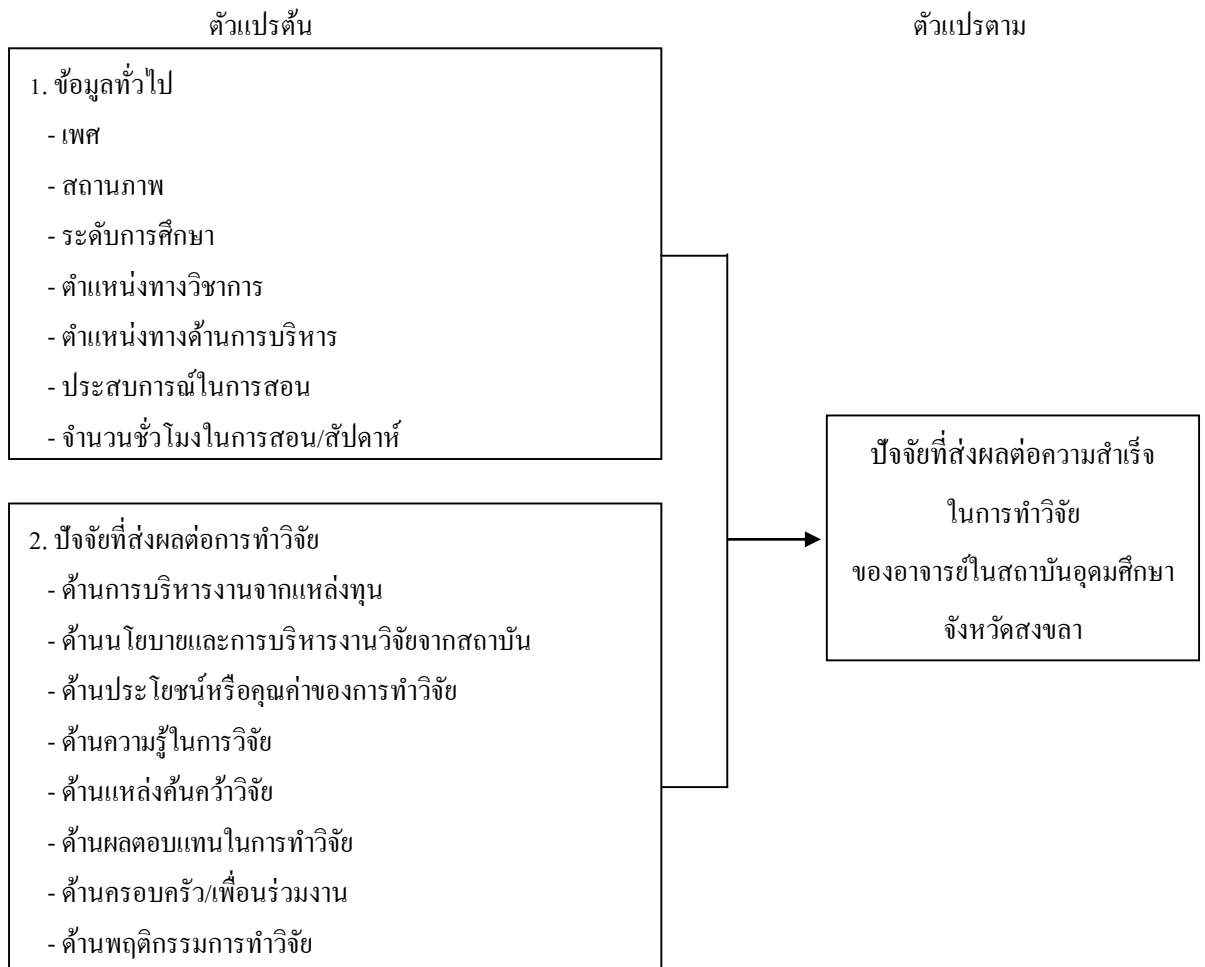 ตัวแปรต้น
ตัวแปรตาม
1. ข้อมูลทั่วไป
- เพศ
- สถานภาพ
- ระดับการศึกษา
- ตำแหน่งทางวิชาการ
- ตำแหน่งทางด้านการบริหาร
- ประสบการณ์ในการสอน
- จำนวนชั่วโมงในการสอน/สัปดาห์
2. ปัจจัยที่ส่งผลต่อการทำวิจัย
- ด้านการบริหารงานจากแหล่งทุน
- ด้านนโยบายและการบริหารงานวิจัยจากสถาบัน
- ด้านประโยชน์หรือคุณค่าของการทำวิจัย
- ด้านความรู้ในการวิจัย
- ด้านแหล่งค้นคว้าวิจัย
- ด้านผลตอบแทนในการทำวิจัย
- ด้านครอบครัว/เพื่อนร่วมงาน
- ด้านพฤติกรรมการทำวิจัย
ปัจจัยที่ส่งผลต่อความสำเร็จ
ในการทำวิจัย
ของอาจารย์ในสถาบันอุดมศึกษา
จังหวัดสงขลา